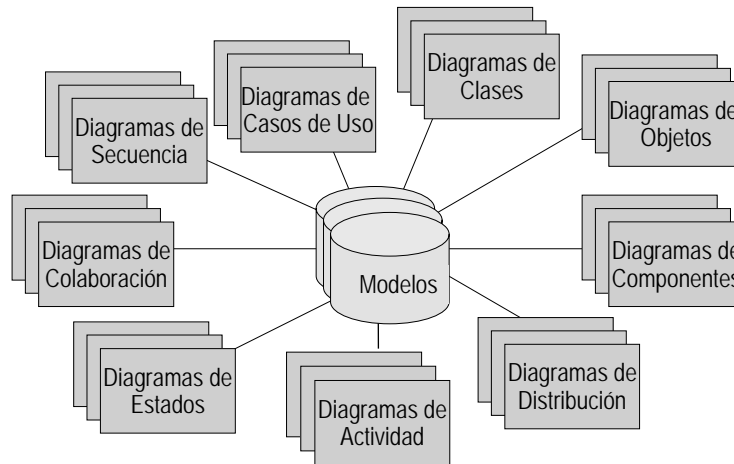 Diagramas de
Casos de Uso
Diagramas de
Clases
Diagramas de
Objetos
Diagramas de
Secuencia
Diagramas de
Colaboración
Modelos
Diagramas de
Componentes
Diagramas de
Estados
Diagramas de
Actividad
Diagramas de
Distribución